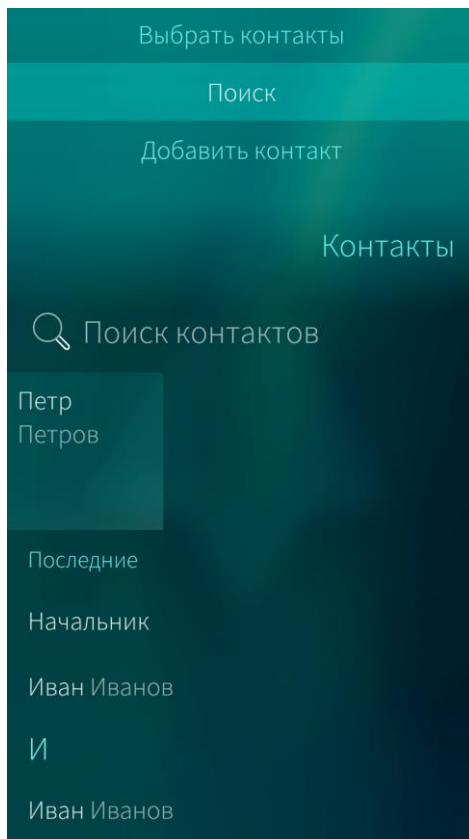 Выбрать контакты
Поиск
Добавить контакт
Контакты
Поиск контактов
Петр
Петров
Последние
Начальник
Иван Иванов
И
Иван Иванов